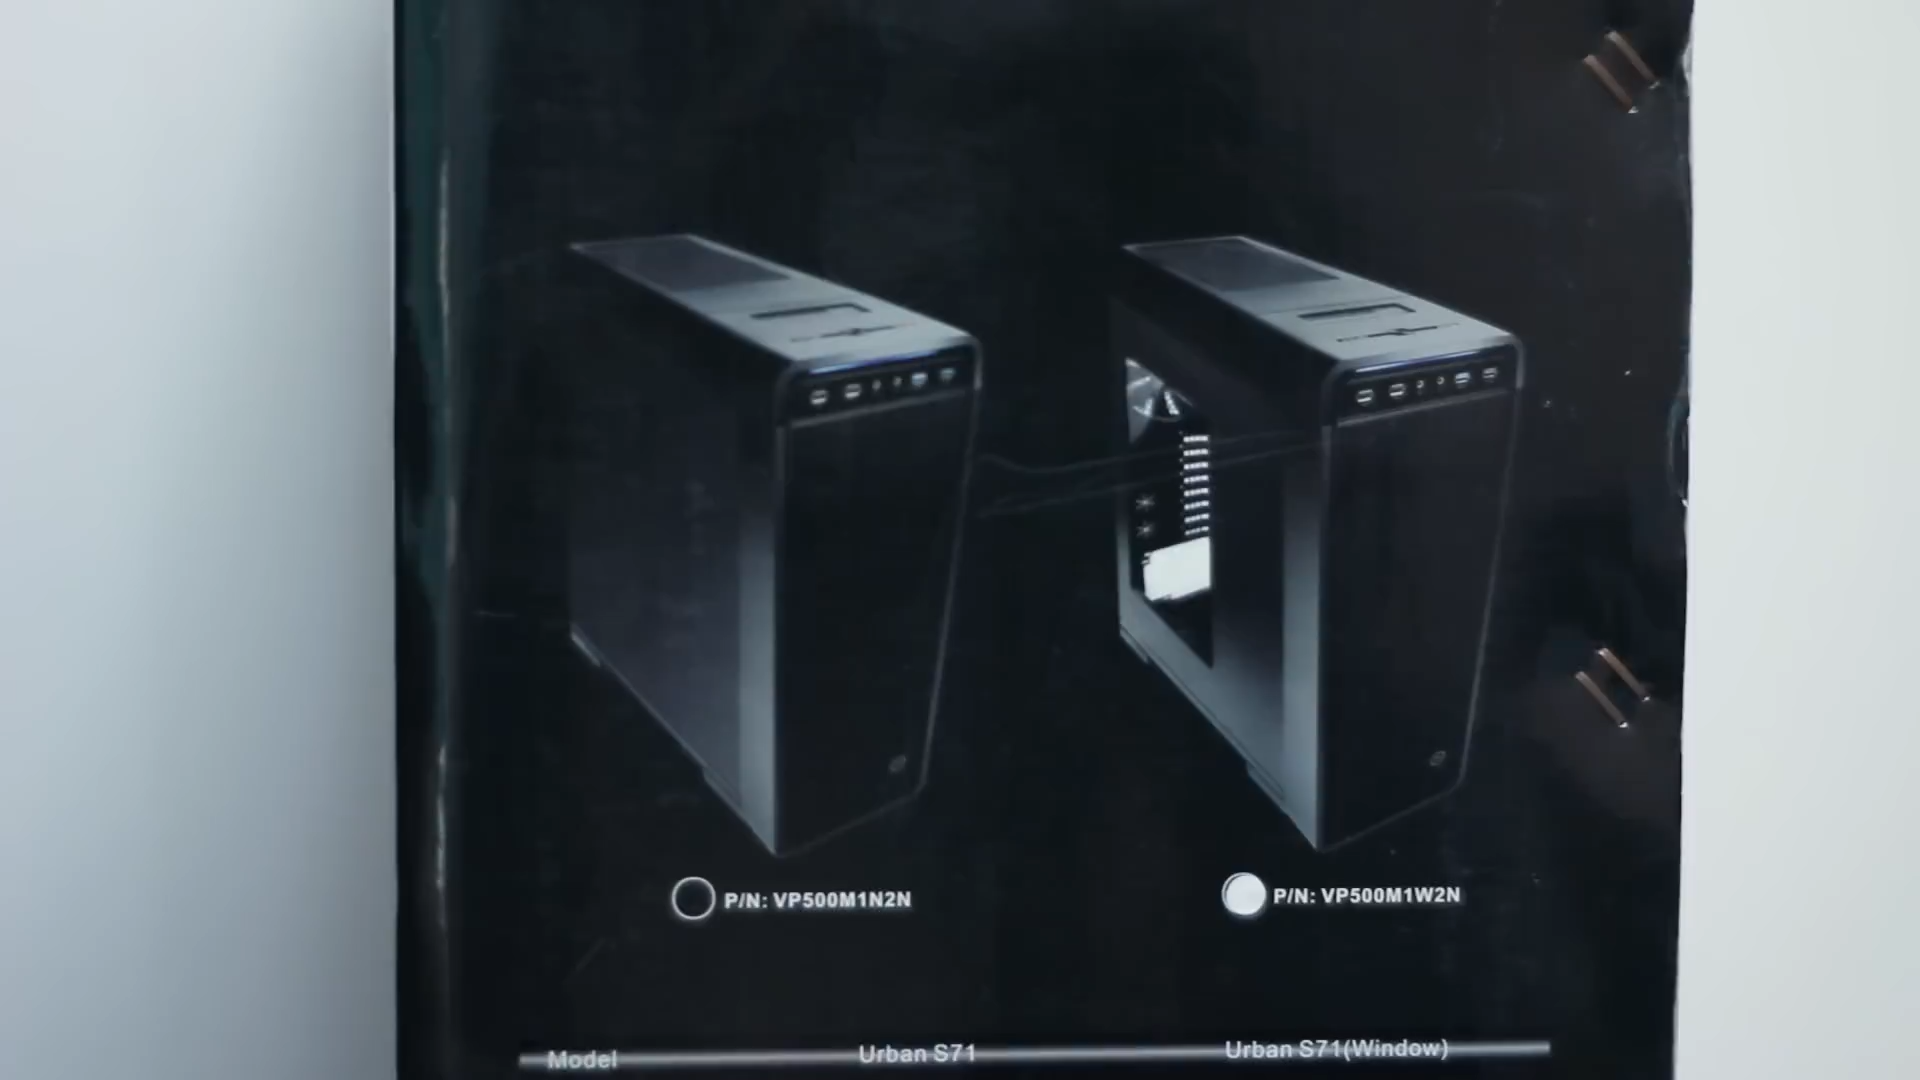 P/N: VP500M1N2N
P/N: VP500M1W2N
Model Urban S71 Urban S71(Window)